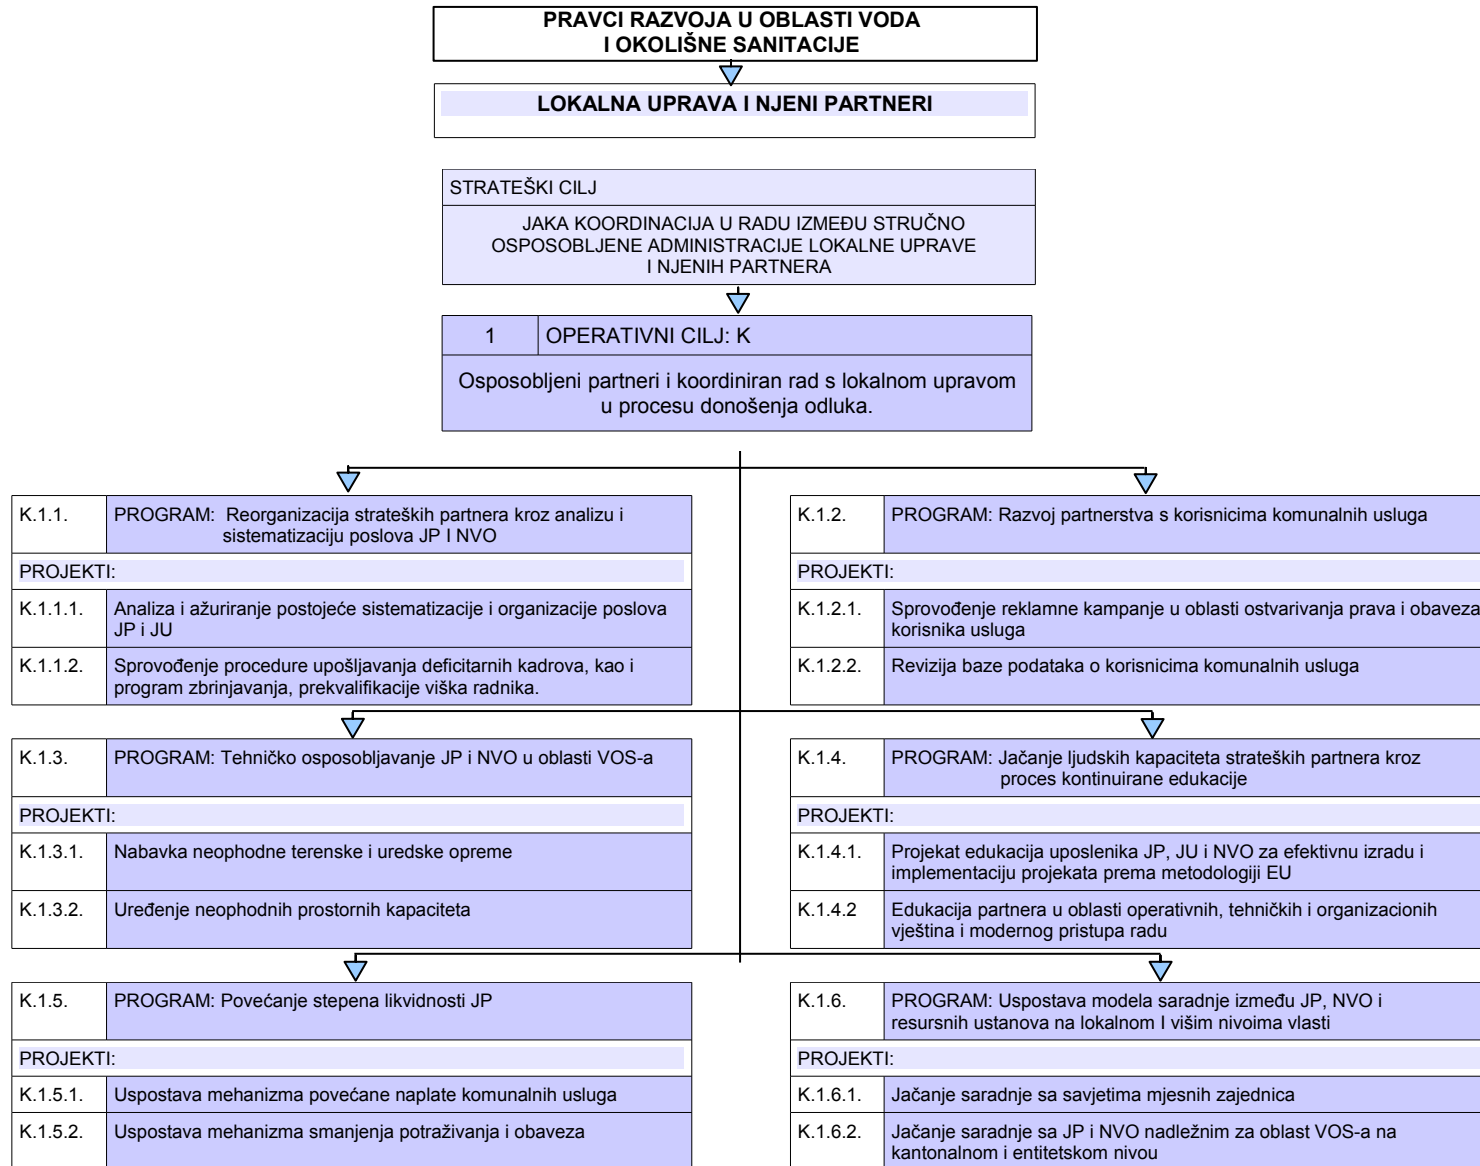 PRAVCI RAZVOJA U OBLASTI VODA
I OKOLIŠNE SANITACIJE
LOKALNA UPRAVA I NJENI PARTNERI
STRATEŠKI CILJ
JAKA KOORDINACIJA U RADU IZMEĐU STRUČNO
OSPOSOBLJENE ADMINISTRACIJE LOKALNE UPRAVE
I NJENIH PARTNERA
1 OPERATIVNI CILJ: K
Osposobljeni partneri i koordiniran rad s lokalnom upravom
u procesu donošenja odluka.
K.1.1. PROGRAM: Reorganizacija strateških partnera kroz analizu i
sistematizaciju poslova JP I NVO
PROJEKTI:
K.1.1.1. Analiza i ažuriranje postojeće sistematizacije i organizacije poslova
JP i JU
K.1.1.2. Sprovođenje procedure upošljavanja deficitarnih kadrova, kao i
program zbrinjavanja, prekvalifikacije viška radnika.
K.1.2. PROGRAM: Razvoj partnerstva s korisnicima komunalnih usluga
PROJEKTI:
K.1.2.1. Sprovođenje reklamne kampanje u oblasti ostvarivanja prava i obaveza
korisnika usluga
K.1.2.2. Revizija baze podataka o korisnicima komunalnih usluga
K.1.3. PROGRAM: Tehničko osposobljavanje JP i NVO u oblasti VOS-a
PROJEKTI:
K.1.3.1. Nabavka neophodne terenske i uredske opreme
K.1.3.2. Uređenje neophodnih prostornih kapaciteta
K.1.4. PROGRAM: Jačanje ljudskih kapaciteta strateških partnera kroz
proces kontinuirane edukacije
PROJEKTI:
K.1.4.1. Projekat edukacija uposlenika JP, JU i NVO za efektivnu izradu i
implementaciju projekata prema metodologiji EU
K.1.4.2 Edukacija partnera u oblasti operativnih, tehničkih i organizacionih
vještina i modernog pristupa radu
K.1.5. PROGRAM: Povećanje stepena likvidnosti JP
PROJEKTI:
K.1.5.1. Uspostava mehanizma povećane naplate komunalnih usluga
K.1.5.2. Uspostava mehanizma smanjenja potraživanja i obaveza
K.1.6. PROGRAM: Uspostava modela saradnje između JP, NVO i
resursnih ustanova na lokalnom I višim nivoima vlasti
PROJEKTI:
K.1.6.1. Jačanje saradnje sa savjetima mjesnih zajednica
K.1.6.2. Jačanje saradnje sa JP i NVO nadležnim za oblast VOS-a na
kantonalnom i entitetskom nivou